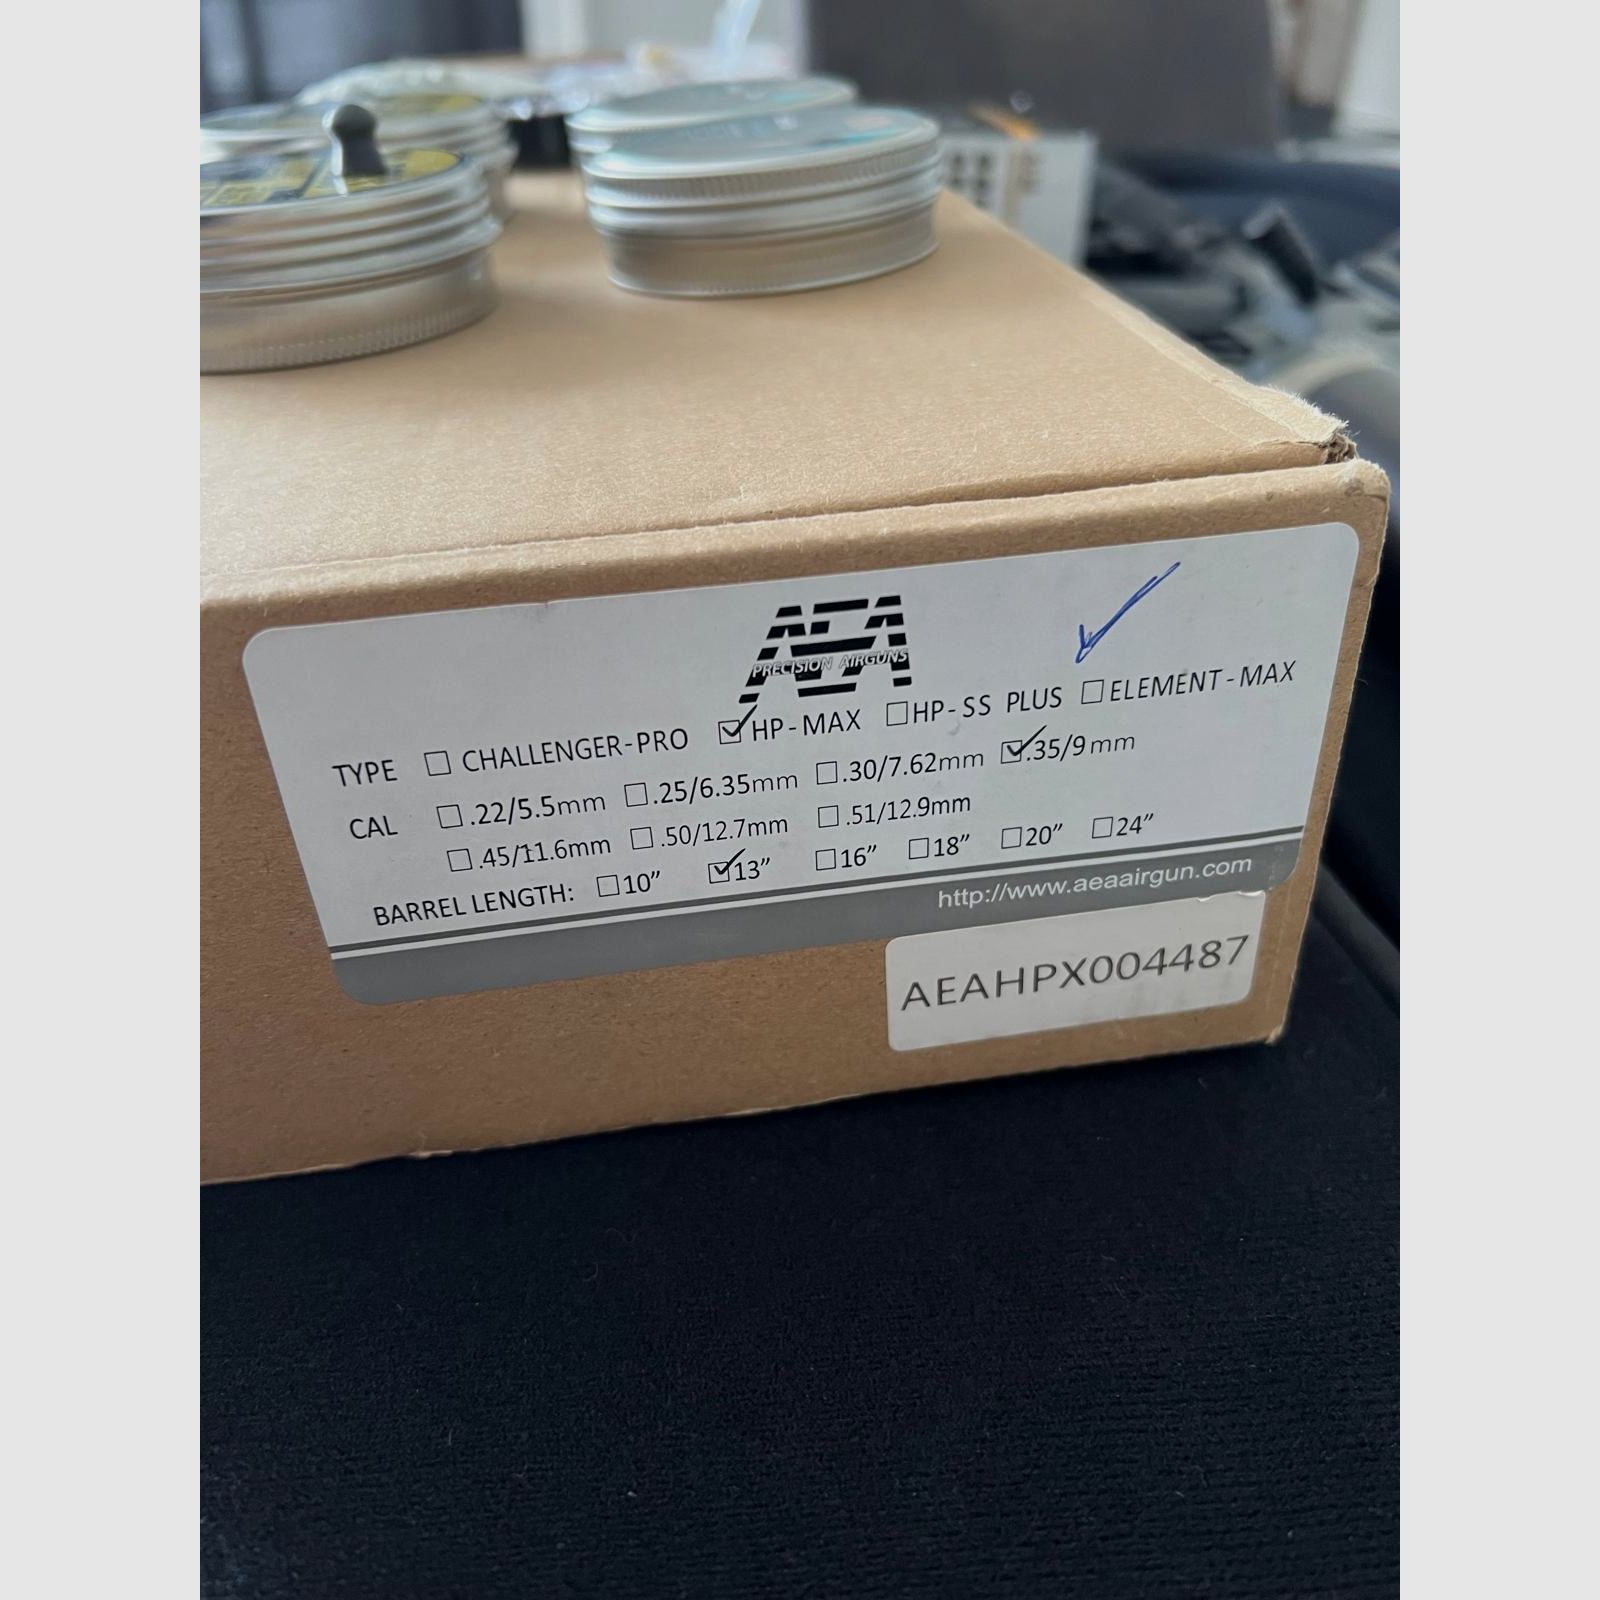 AEA
PRECISION AIRGUNS
TYPE ☐ CHALLENGER-PRO ☑ HP-MAX ☐ HP-SS PLUS ☐ ELEMENT-MAX
CAL ☐ .22/5.5mm ☐ .25/6.35mm ☐ .30/7.62mm ☑ .35/9mm
☐ .45/11.6mm ☐ .50/12.7mm ☐ .51/12.9mm
BARREL LENGTH: ☐ 10” ☑ 13” ☐ 16” ☐ 18” ☐ 20” ☐ 24”
http://www.aeaairgun.com
AEAHPX004487